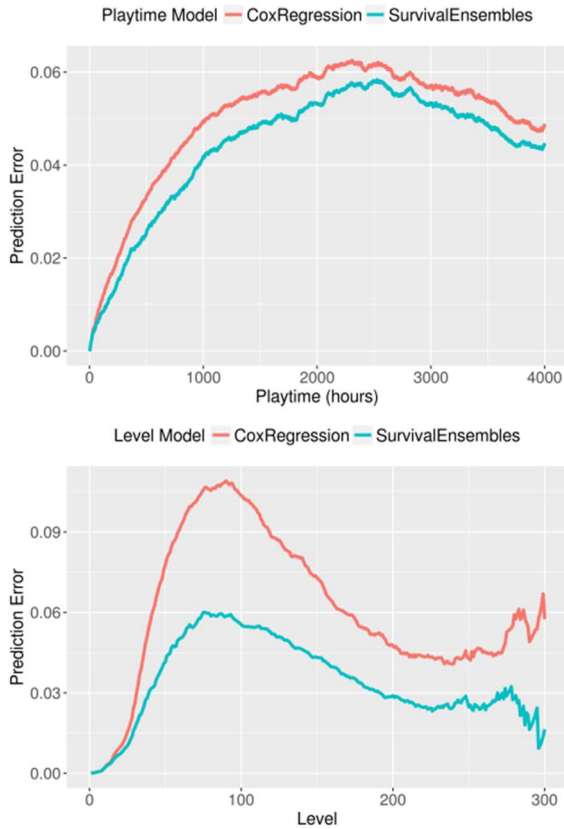 Playtime Model CoxRegression SurvivalEnsembles
0.06
0.04
0.02
0.00
Prediction Error
0 1000 2000 3000 4000
Playtime (hours)
Level Model CoxRegression SurvivalEnsembles
0.09
0.06
0.03
0.00
Prediction Error
0 100 200 300
Level